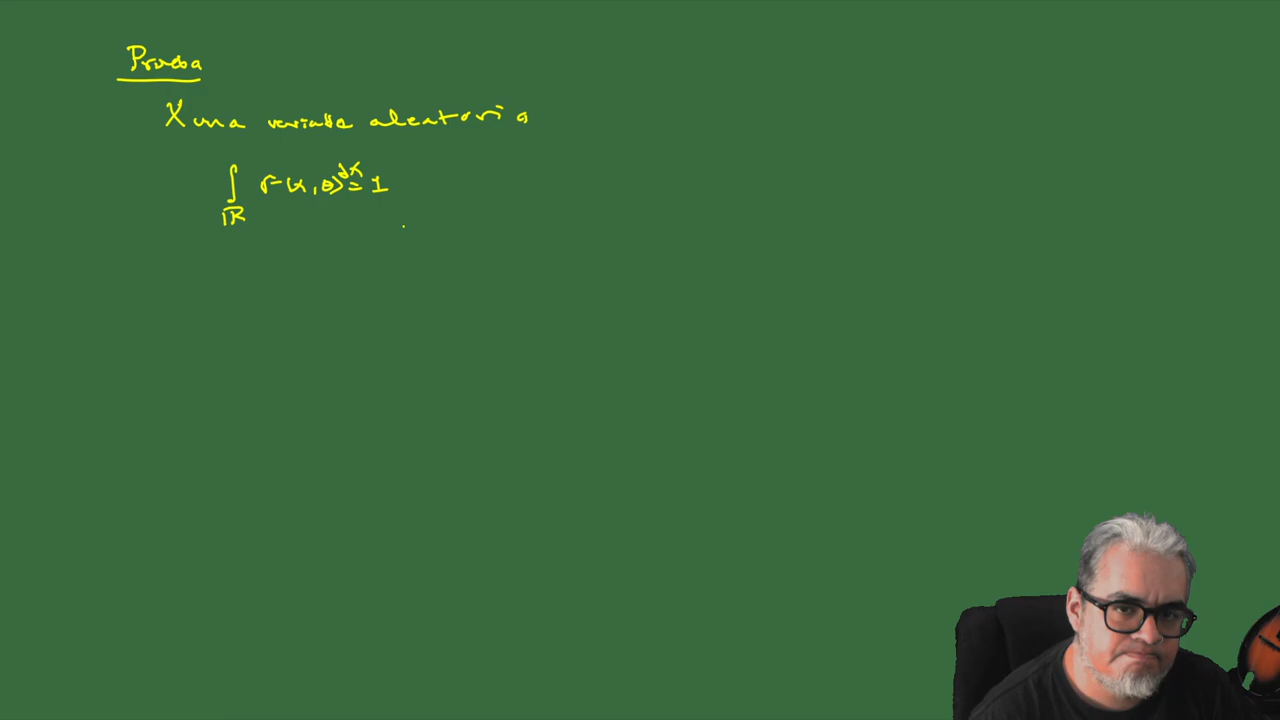 Prueba
X una variable aleatoria
∫_ℝ f(x, θ) dx = 1